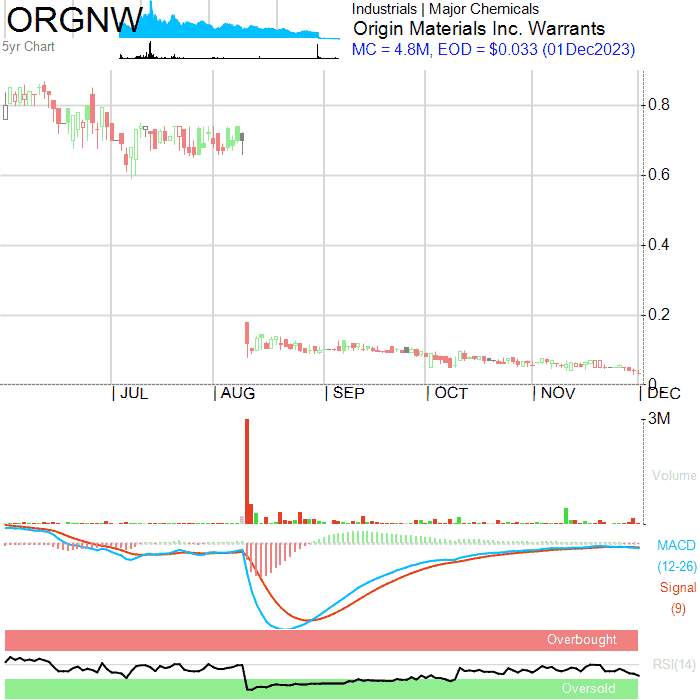 ORGNW
5yr Chart
Industrials | Major Chemicals
Origin Materials Inc. Warrants
MC = 4.8M, EOD = $0.033 (01Dec2023)
0.8
0.6
0.4
0.2
0
JUL
AUG
SEP
OCT
NOV
DEC
3M
Volume
MACD
(12-26)
Signal
(9)
Overbought
RSI(14)
Oversold